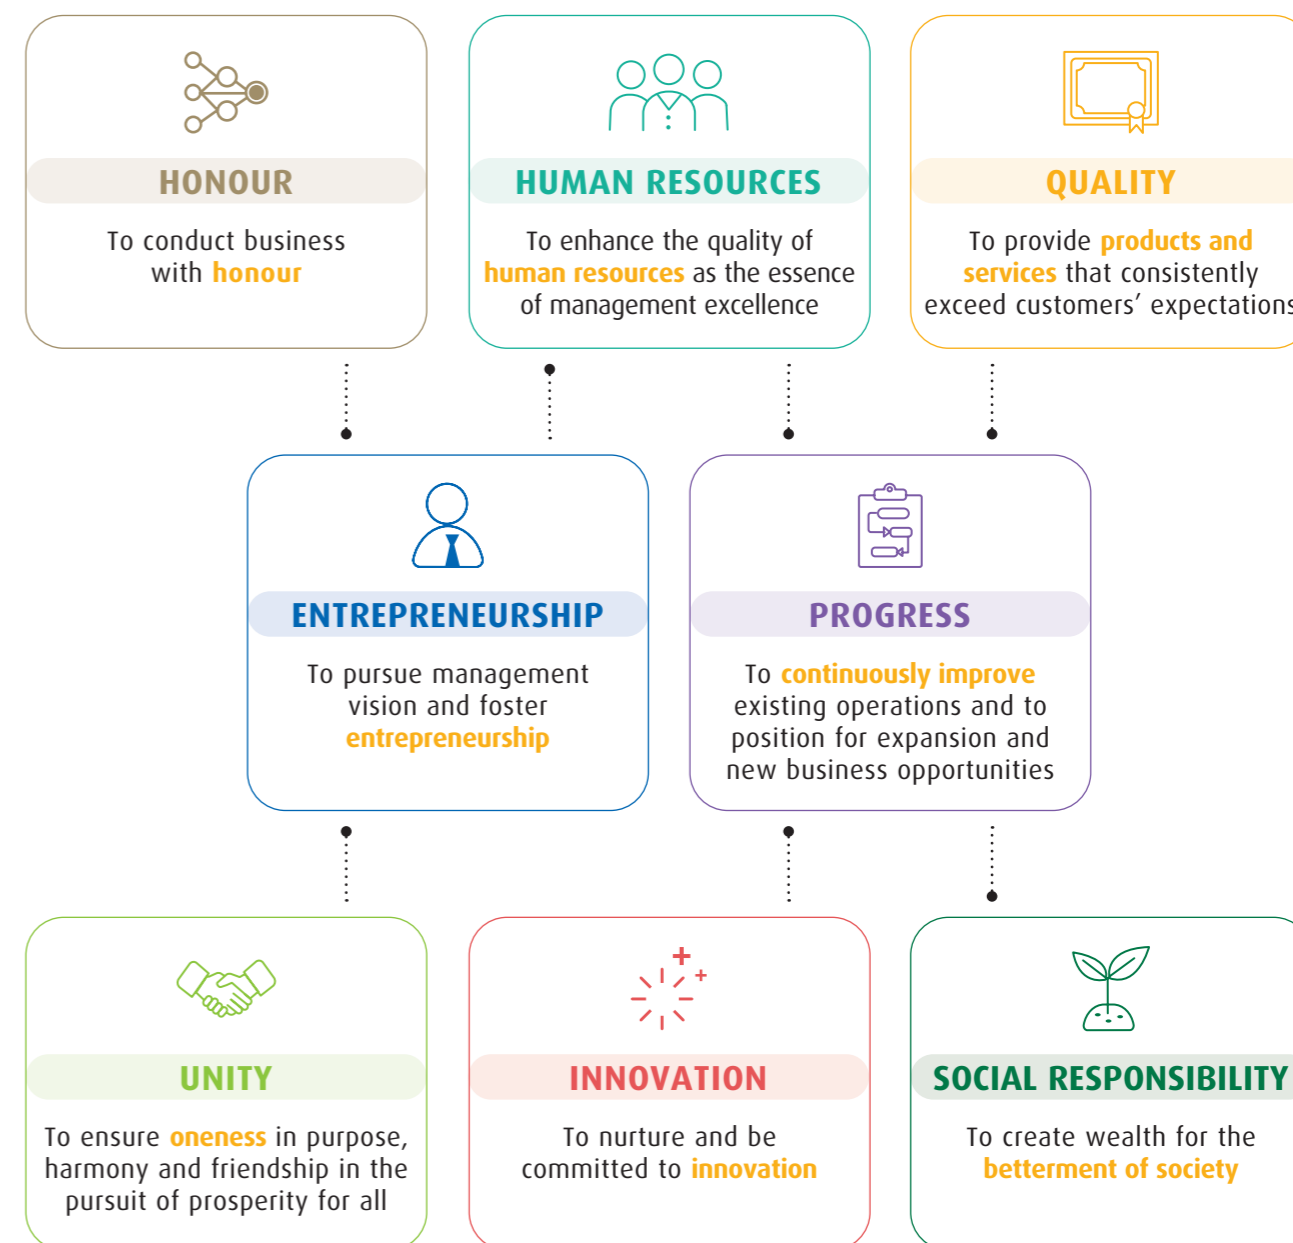 HONOUR
To conduct business
with honour
HUMAN RESOURCES
To enhance the quality of
human resources as the essence
of management excellence
QUALITY
To provide products and
services that consistently
exceed customers’ expectations
ENTREPRENEURSHIP
To pursue management
vision and foster
entrepreneurship
PROGRESS
To continuously improve
existing operations and to
position for expansion and
new business opportunities
UNITY
To ensure oneness in purpose,
harmony and friendship in the
pursuit of prosperity for all
INNOVATION
To nurture and be
committed to innovation
SOCIAL RESPONSIBILITY
To create wealth for the
betterment of society